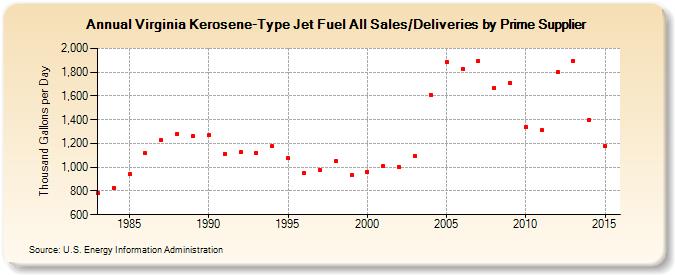 Annual Virginia Kerosene-Type Jet Fuel All Sales/Deliveries by Prime Supplier
Thousand Gallons per Day
2,000
1,800
1,600
1,400
1,200
1,000
800
600
1985 1990 1995 2000 2005 2010 2015
Source: U.S. Energy Information Administration